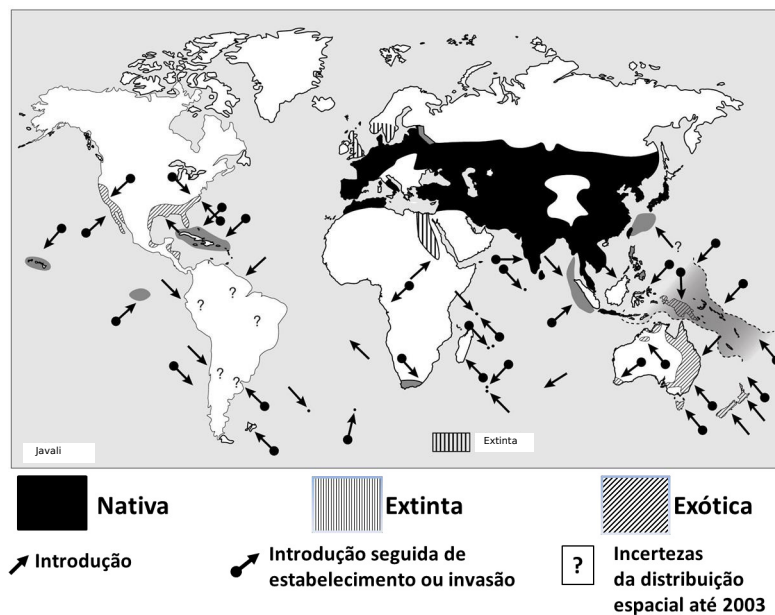 ?
?
?
?
?
?
Javali
Extinta
Nativa
Extinta
Exótica
Introdução
Introdução seguida de
estabelecimento ou invasão
?
Incertezas
da distribuição
espacial até 2003